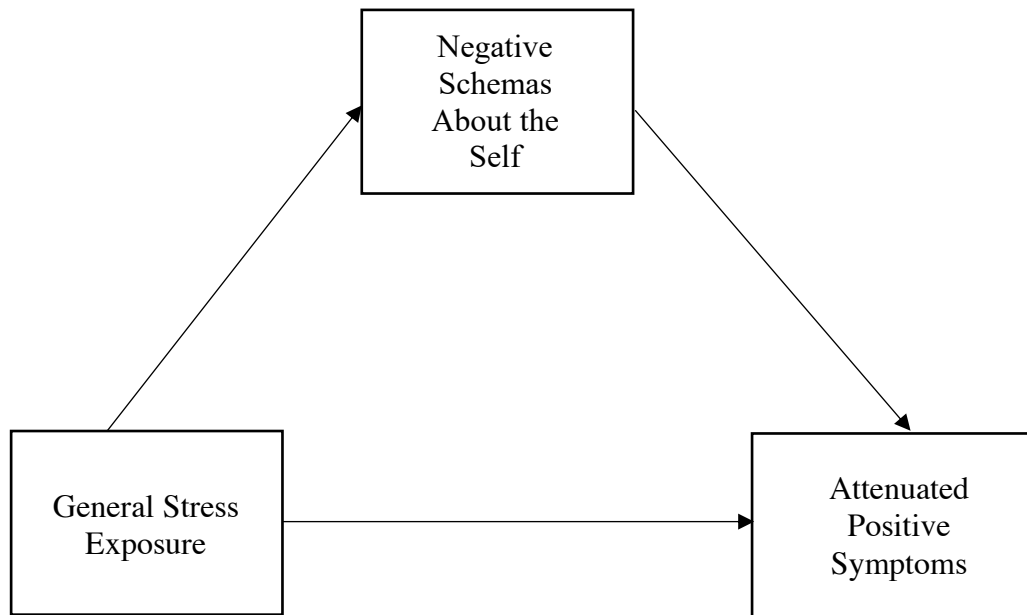 Negative
Schemas
About the
Self
General Stress
Exposure
Attenuated
Positive
Symptoms